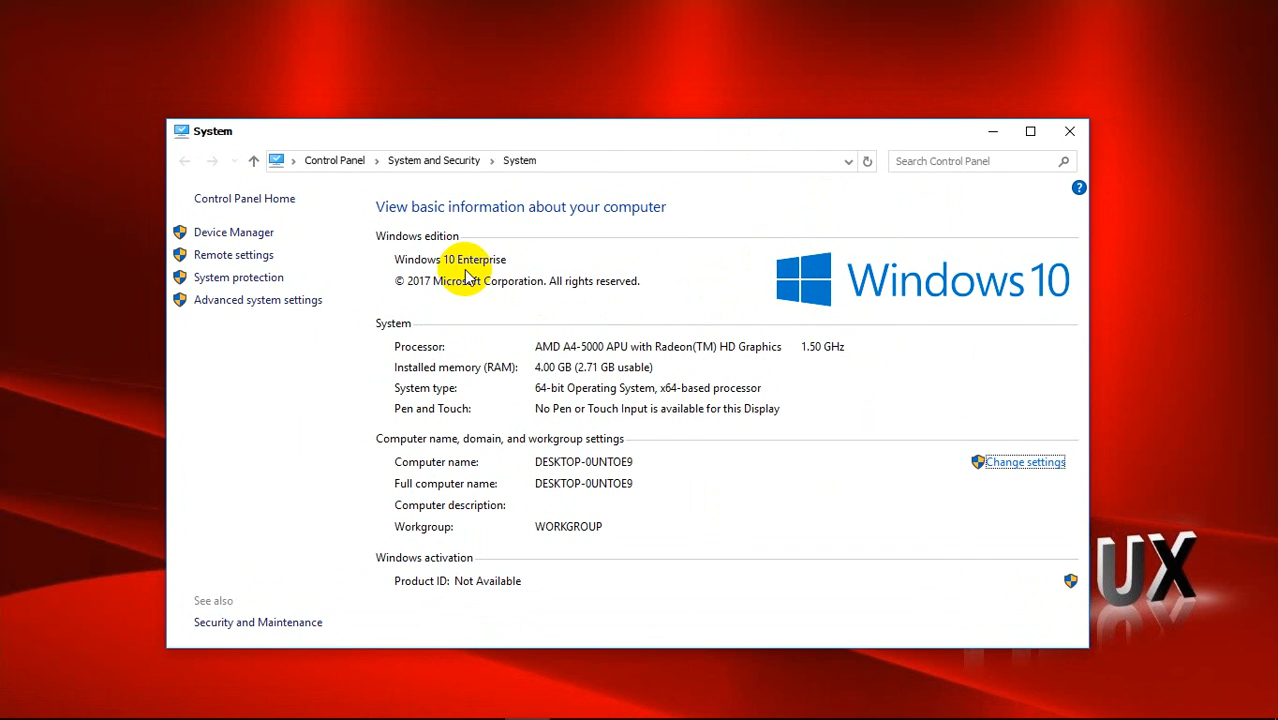 System
Control Panel > System and Security > System
Search Control Panel
Control Panel Home
Device Manager
Remote settings
System protection
Advanced system settings
See also
Security and Maintenance
View basic information about your computer
Windows edition
Windows 10 Enterprise
© 2017 Microsoft Corporation. All rights reserved.
Windows 10
System
Processor: AMD A4-5000 APU with Radeon(TM) HD Graphics 1.50 GHz
Installed memory (RAM): 4.00 GB (2.71 GB usable)
System type: 64-bit Operating System, x64-based processor
Pen and Touch: No Pen or Touch Input is available for this Display
Computer name, domain, and workgroup settings
Computer name: DESKTOP-0UNTOE9
Change settings
Full computer name: DESKTOP-0UNTOE9
Computer description:
Workgroup: WORKGROUP
Windows activation
Product ID: Not Available
UX